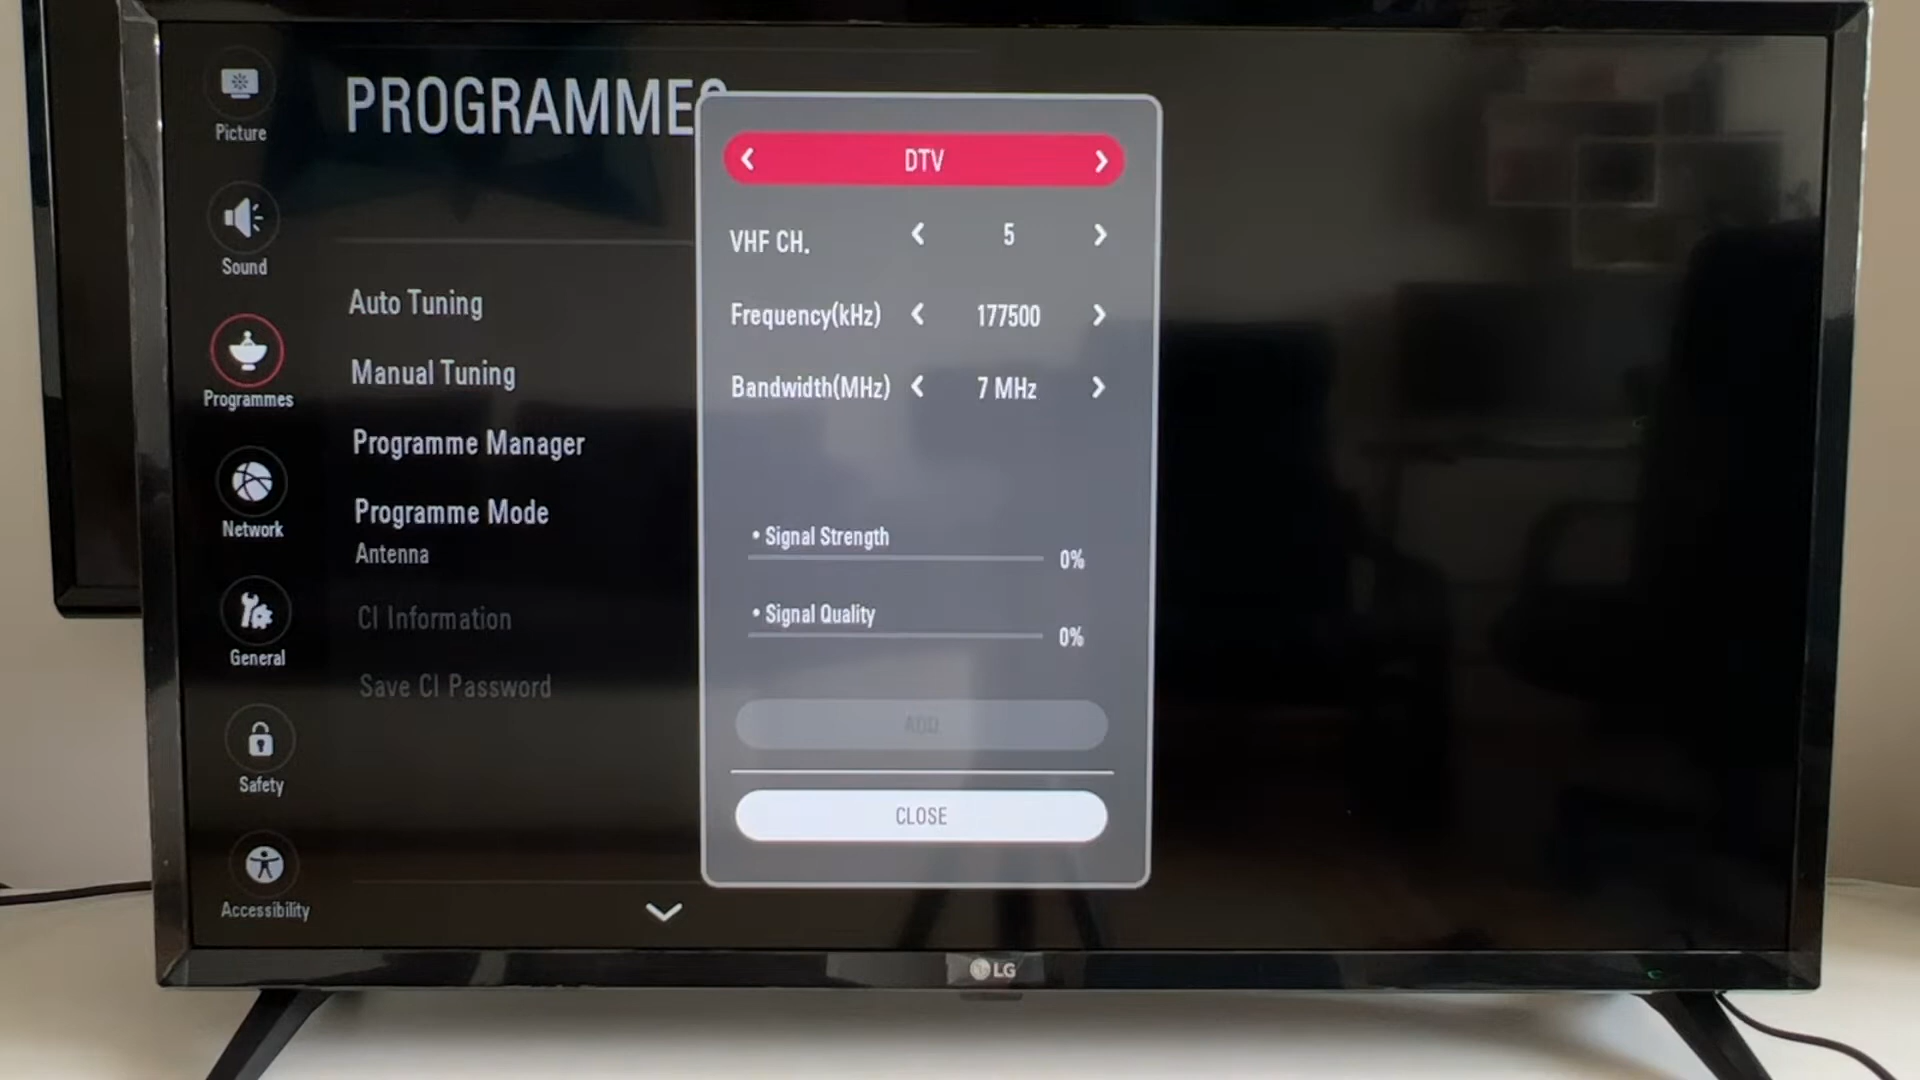 PROGRAMMES
Picture
Sound
Programmes
Network
General
Safety
Accessibility
Auto Tuning
Manual Tuning
Programme Manager
Programme Mode
Antenna
CI Information
Save CI Password
DTV
VHF CH. 5
Frequency(kHz) 177500
Bandwidth(MHz) 7 MHz
• Signal Strength
0%
• Signal Quality
0%
ADD
CLOSE
LG